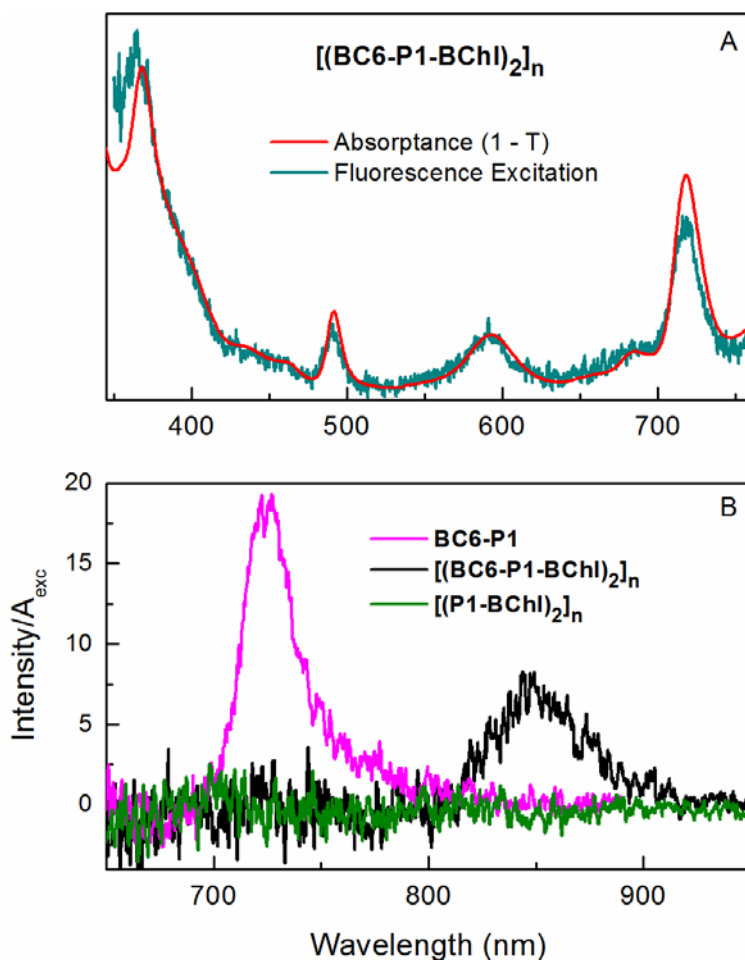 A
[(BC6-P1-BChl)₂]ₙ
Absorptance (1 - T)
Fluorescence Excitation
400 500 600 700
B
20
15
10
5
0
BC6-P1
[(BC6-P1-BChl)₂]ₙ
[(P1-BChl)₂]ₙ
Intensity/A_exc
700 800 900
Wavelength (nm)